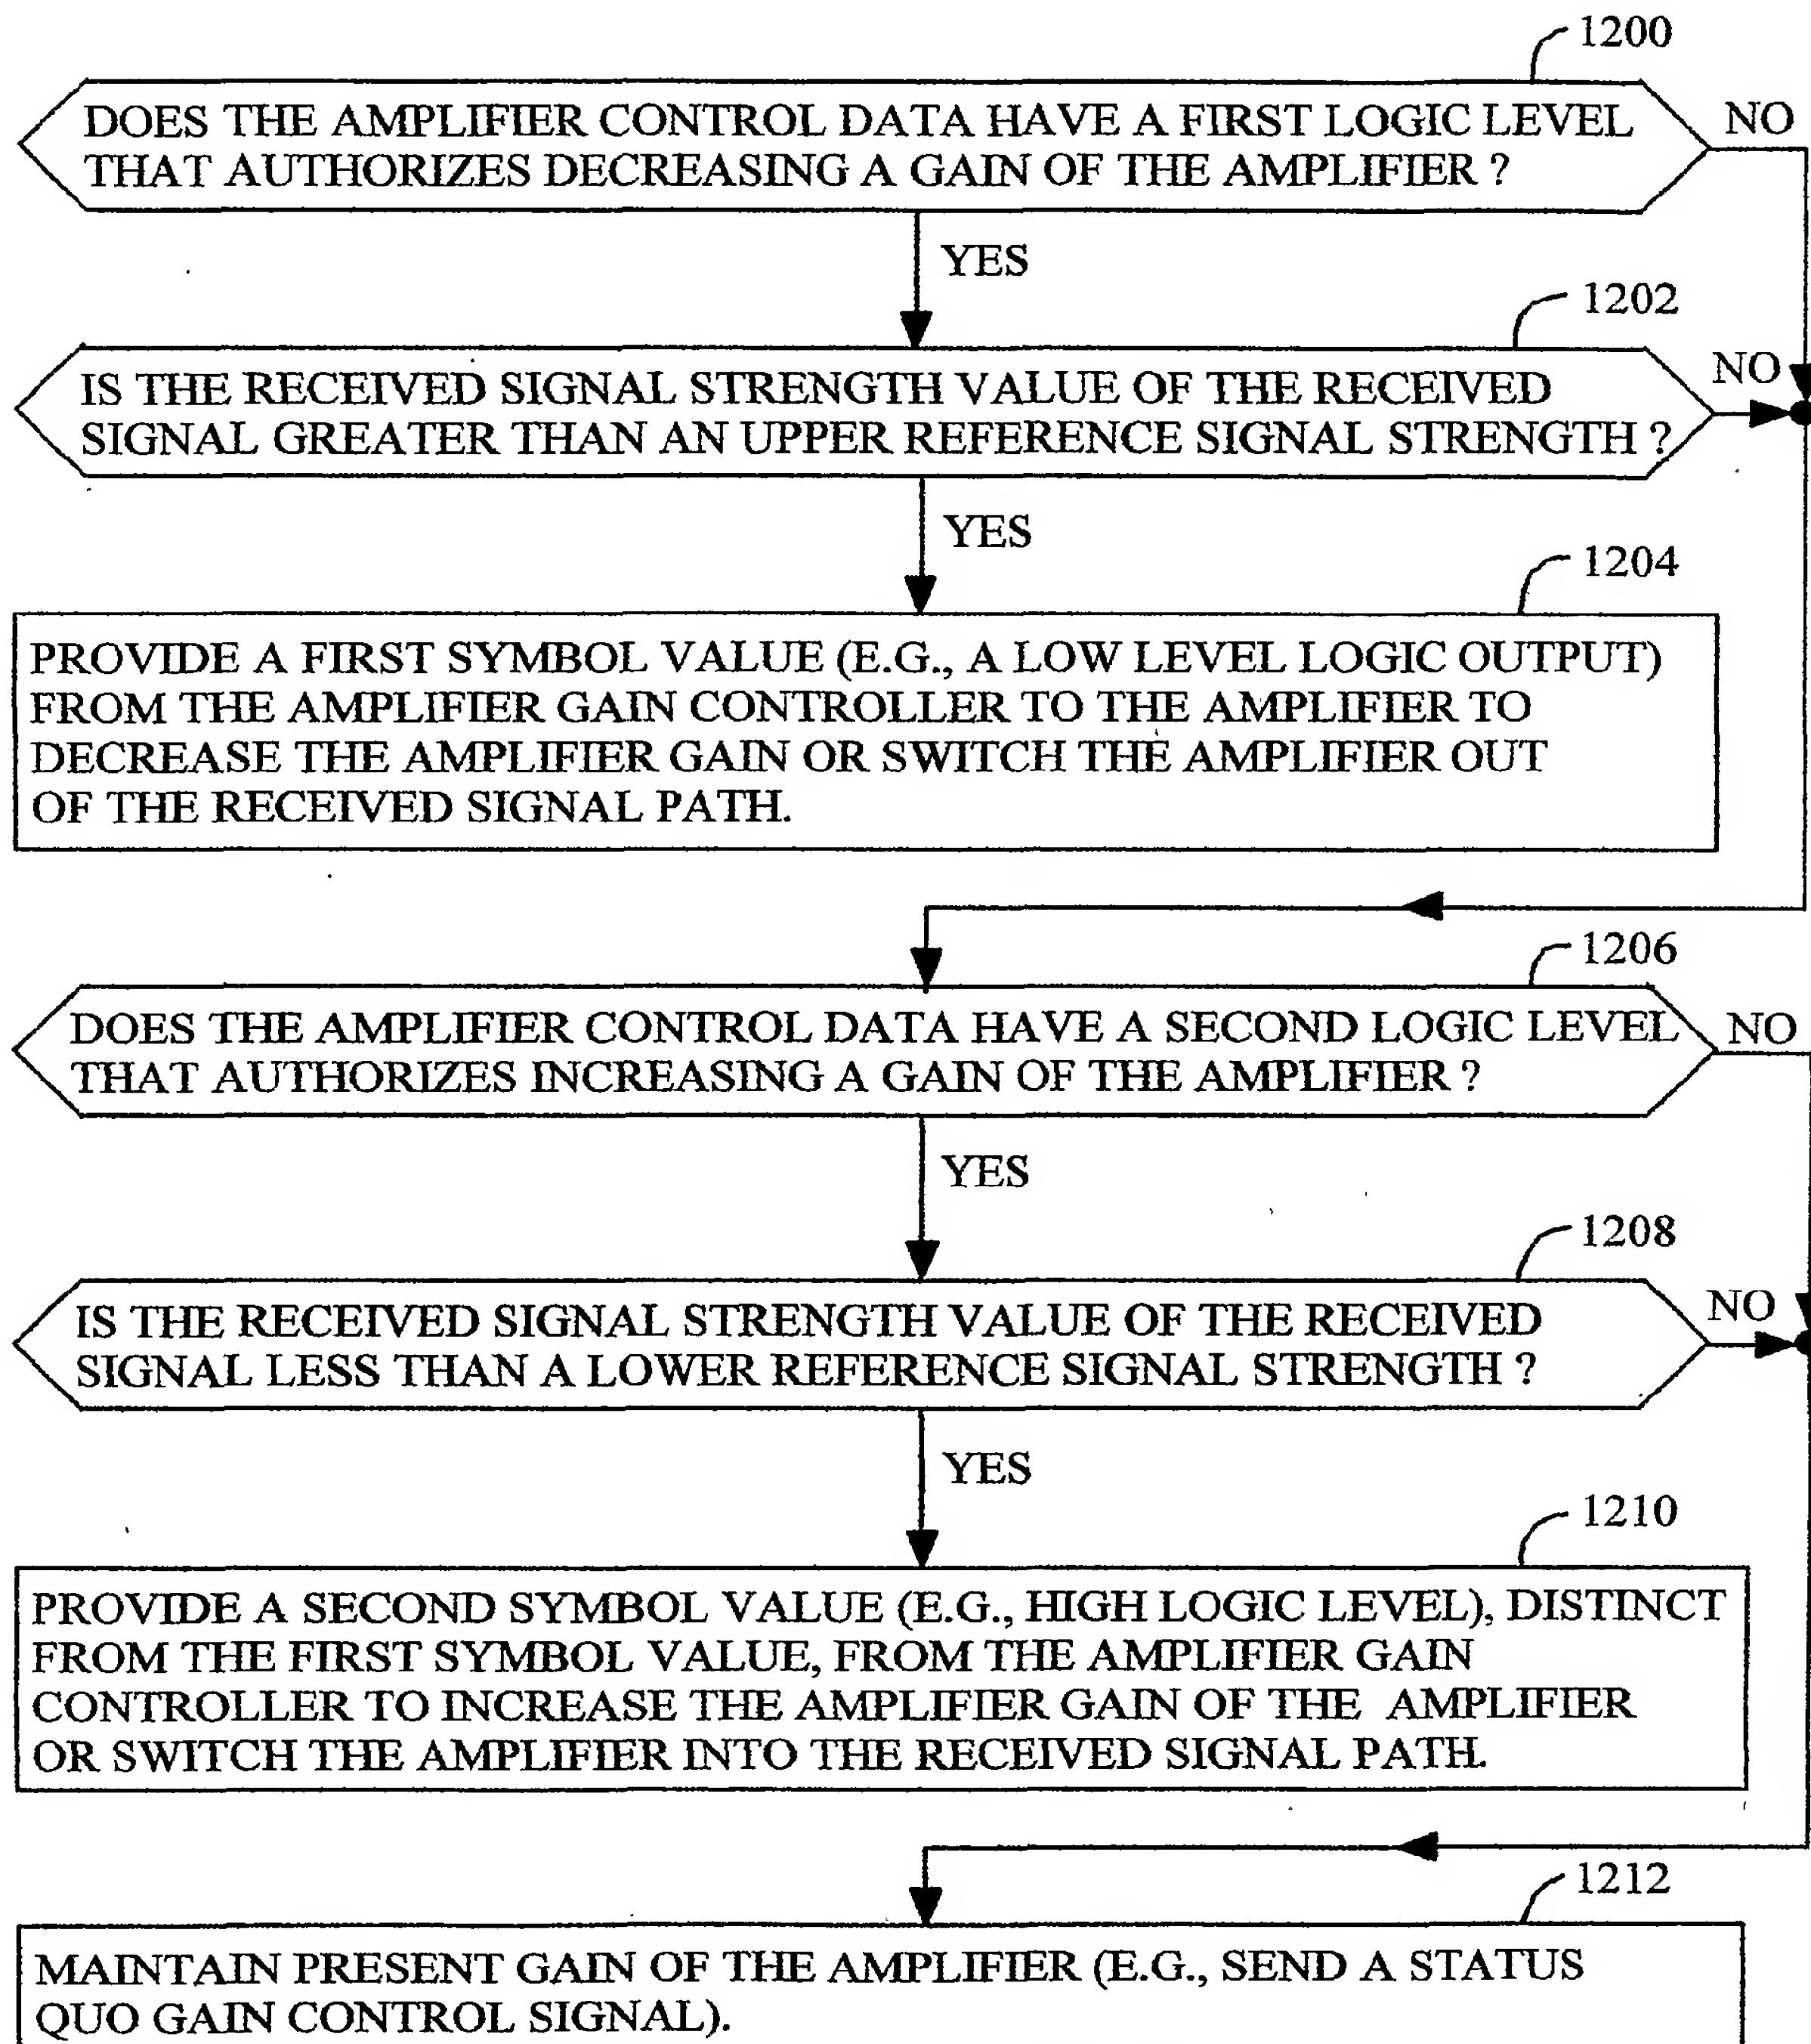 1200
DOES THE AMPLIFIER CONTROL DATA HAVE A FIRST LOGIC LEVEL
THAT AUTHORIZES DECREASING A GAIN OF THE AMPLIFIER ?
NO
YES
1202
IS THE RECEIVED SIGNAL STRENGTH VALUE OF THE RECEIVED
SIGNAL GREATER THAN AN UPPER REFERENCE SIGNAL STRENGTH ?
NO
YES
1204
PROVIDE A FIRST SYMBOL VALUE (E.G., A LOW LEVEL LOGIC OUTPUT)
FROM THE AMPLIFIER GAIN CONTROLLER TO THE AMPLIFIER TO
DECREASE THE AMPLIFIER GAIN OR SWITCH THE AMPLIFIER OUT
OF THE RECEIVED SIGNAL PATH.
1206
DOES THE AMPLIFIER CONTROL DATA HAVE A SECOND LOGIC LEVEL
THAT AUTHORIZES INCREASING A GAIN OF THE AMPLIFIER ?
NO
YES
1208
IS THE RECEIVED SIGNAL STRENGTH VALUE OF THE RECEIVED
SIGNAL LESS THAN A LOWER REFERENCE SIGNAL STRENGTH ?
NO
YES
1210
PROVIDE A SECOND SYMBOL VALUE (E.G., HIGH LOGIC LEVEL), DISTINCT
FROM THE FIRST SYMBOL VALUE, FROM THE AMPLIFIER GAIN
CONTROLLER TO INCREASE THE AMPLIFIER GAIN OF THE AMPLIFIER
OR SWITCH THE AMPLIFIER INTO THE RECEIVED SIGNAL PATH.
1212
MAINTAIN PRESENT GAIN OF THE AMPLIFIER (E.G., SEND A STATUS
QUO GAIN CONTROL SIGNAL).